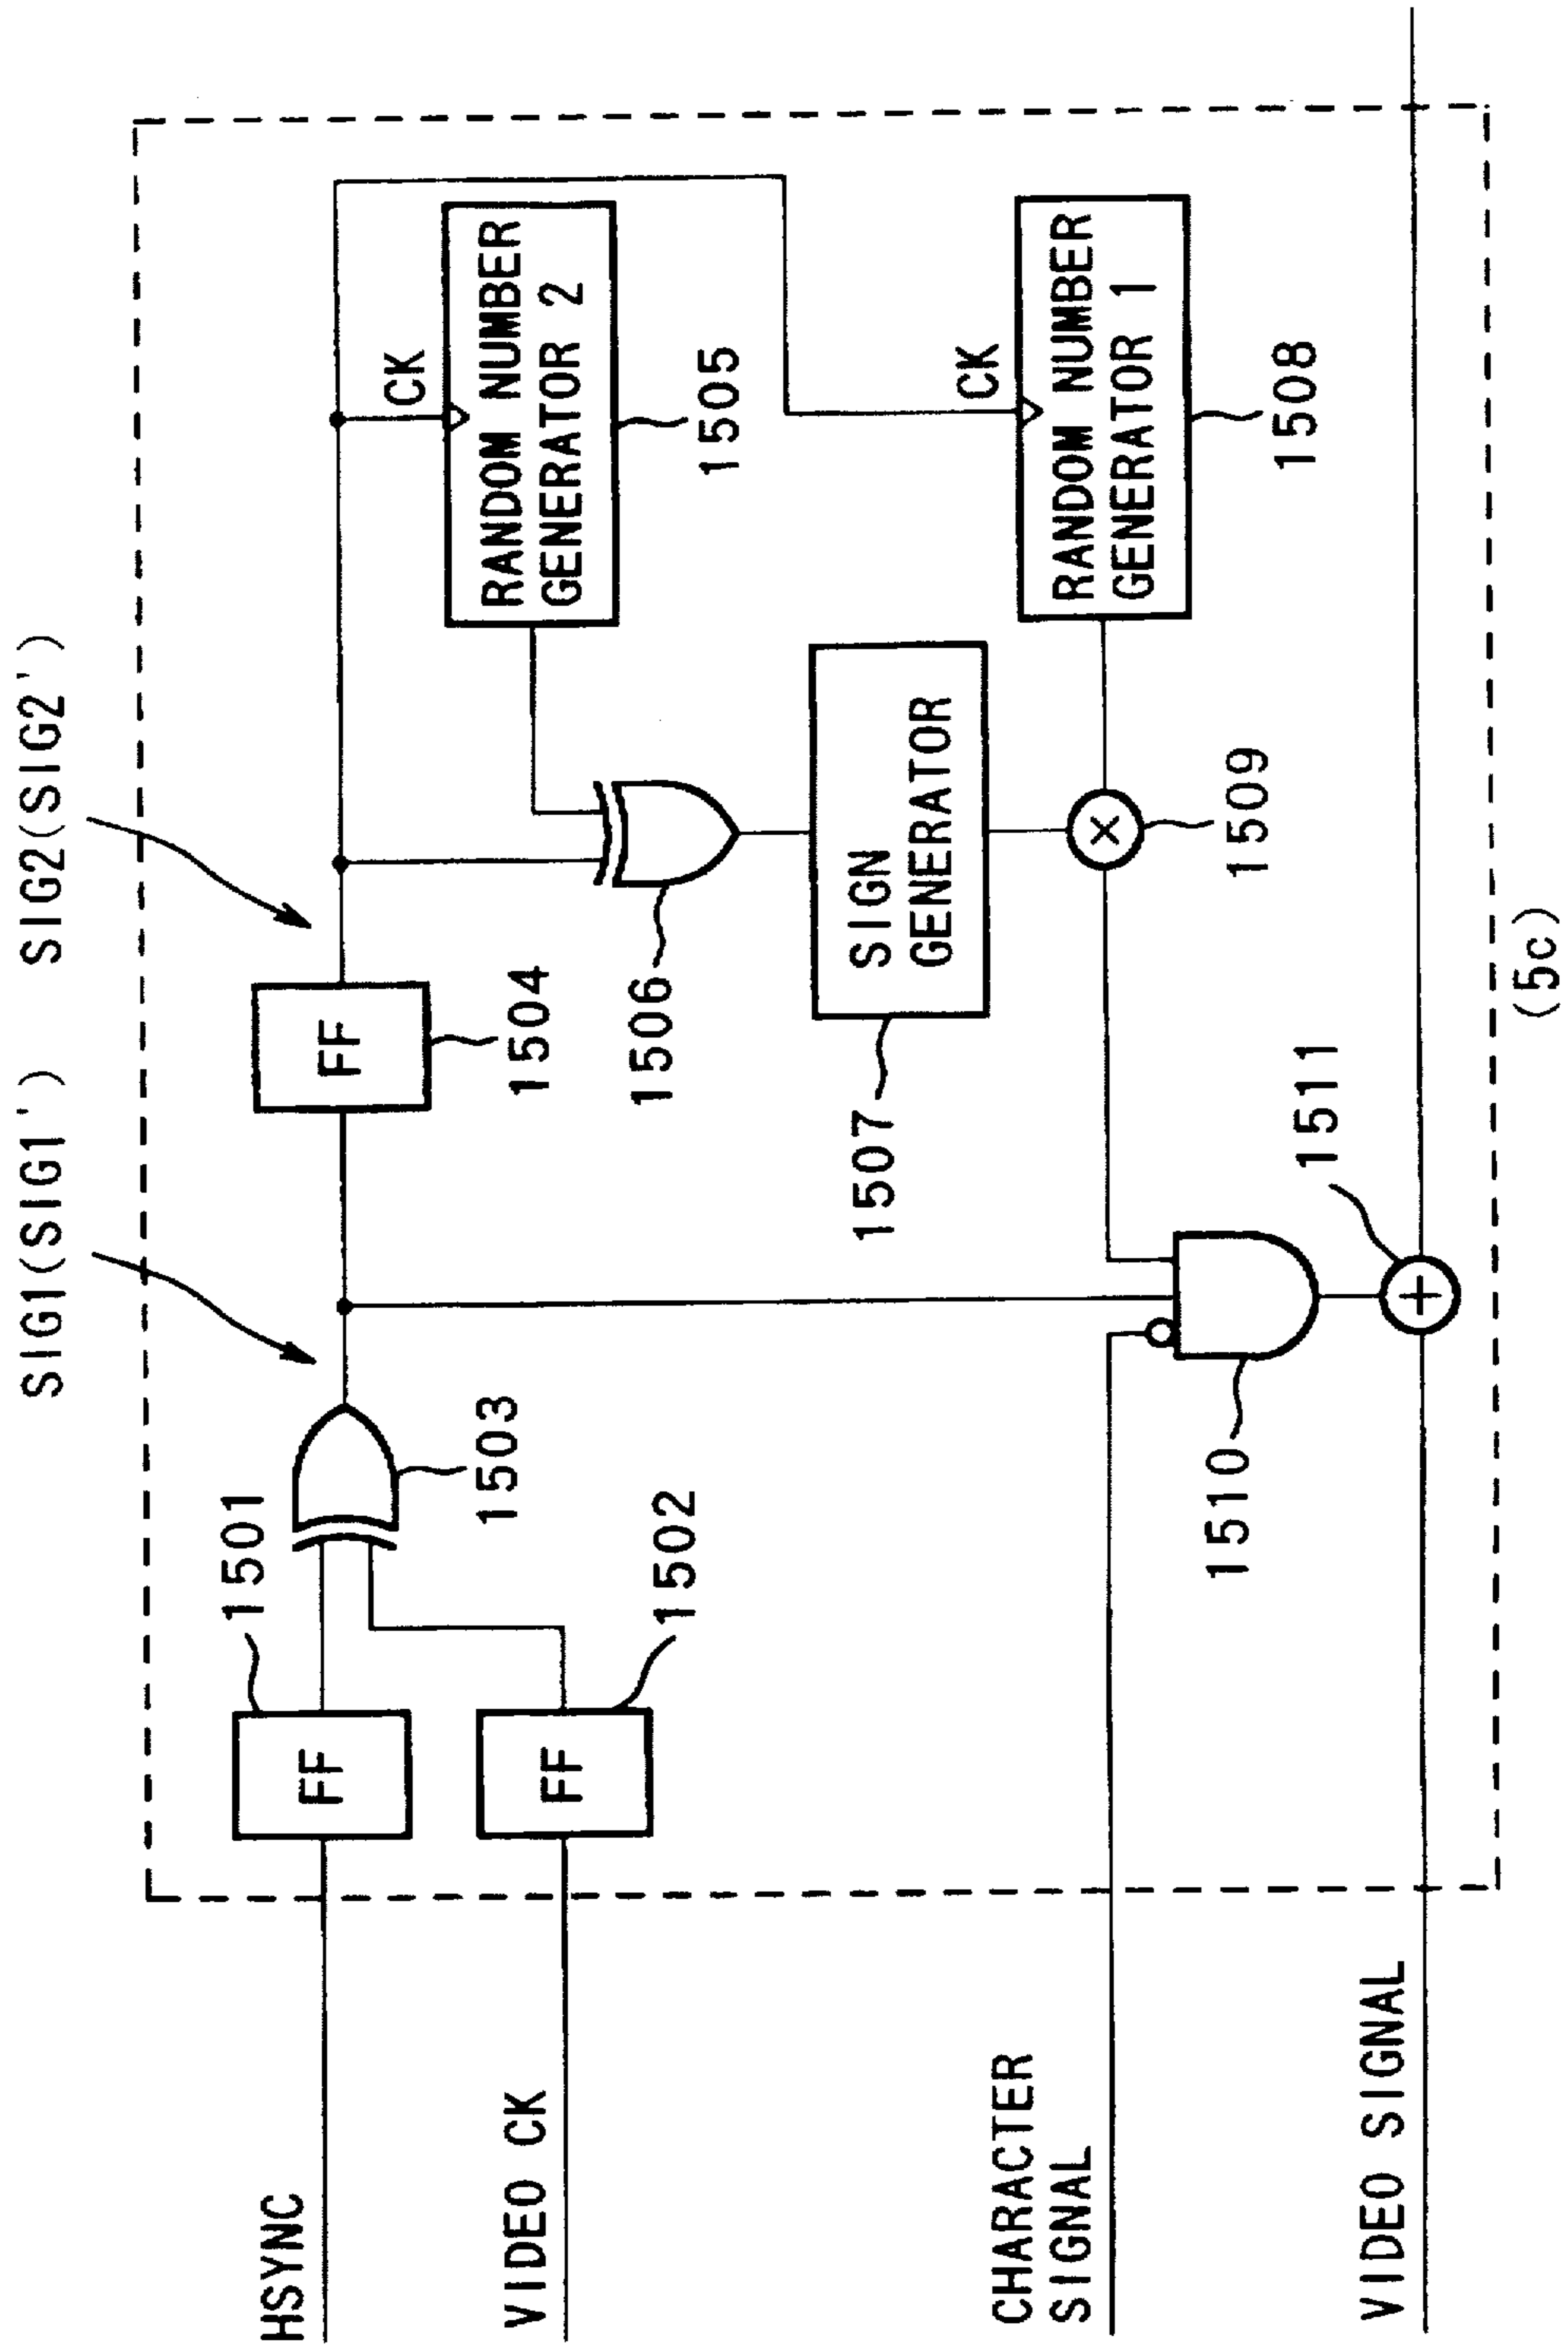 SIG1(SIG1')
SIG2(SIG2')
HSYNC
VIDEO CK
CHARACTER
SIGNAL
VIDEO SIGNAL
FF
1501
FF
1502
1503
FF
1504
CK
RANDOM NUMBER
GENERATOR 2
1505
1506
SIGN
GENERATOR
1507
CK
RANDOM NUMBER
GENERATOR 1
1508
×
1509
1510
+
1511
(5c)